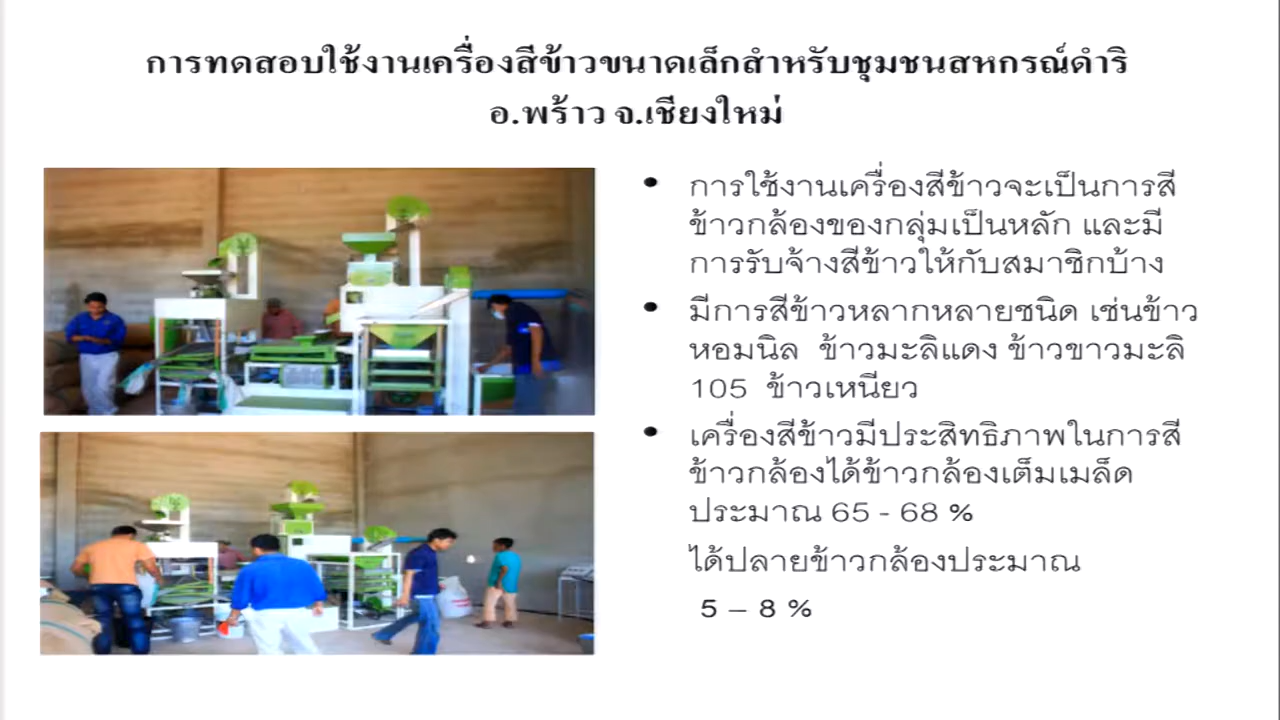 การทดสอบใช้งานเครื่องสีข้าวขนาดเล็กสำหรับชุมชนสหกรณ์ดำริ
อ.พร้าว จ.เชียงใหม่
• การใช้งานเครื่องสีข้าวจะเป็นการสี
ข้าวกล้องของกลุ่มเป็นหลัก และมี
การรับจ้างสีข้าวให้กับสมาชิกบ้าง
• มีการสีข้าวหลากหลายชนิด เช่นข้าว
หอมนิล ข้าวมะลิแดง ข้าวขาวมะลิ
105 ข้าวเหนียว
• เครื่องสีข้าวมีประสิทธิภาพในการสี
ข้าวกล้องได้ข้าวกล้องเต็มเมล็ด
ประมาณ 65 - 68 %
ได้ปลายข้าวกล้องประมาณ
5 – 8 %